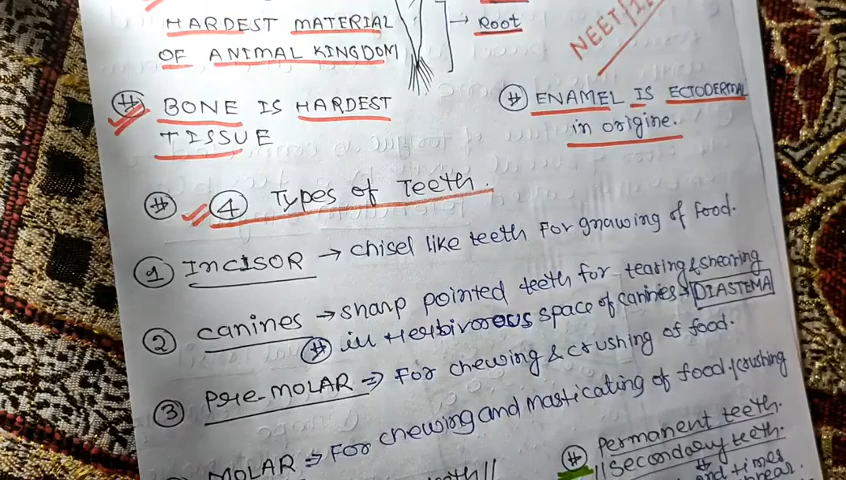 HARDEST MATERIAL
OF ANIMAL KINGDOM
→ Root
NEET
# BONE IS HARDEST
TISSUE
# ENAMEL IS ECTODERMAL
in origine.
# ④ Types of Teeth.
① INCISOR → chisel like teeth For gnawing of food.
② canines → sharp pointed teeth for tearing & shearing
# in Herbivoreous space of canines → DIASTEMA
③ PRE-MOLAR ⇒ For chewing & crushing of food.
MOLAR ⇒ For chewing and masticating of food/crushing
# permanent teeth.
//Secondary teeth.